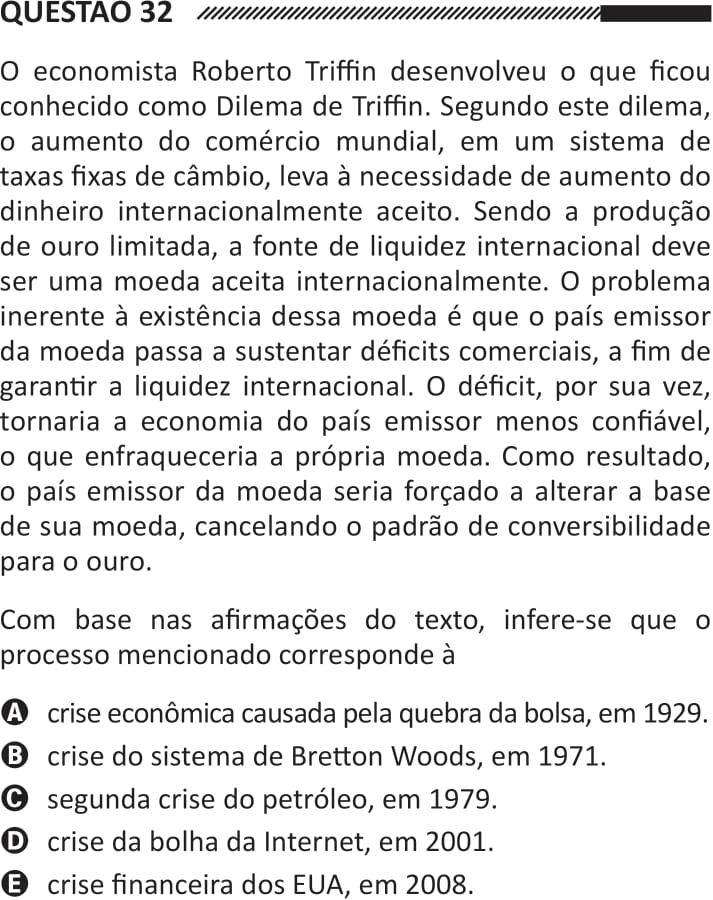 QUESTÃO 32
O economista Roberto Triffin desenvolveu o que ficou
conhecido como Dilema de Triffin. Segundo este dilema,
o aumento do comércio mundial, em um sistema de
taxas fixas de câmbio, leva à necessidade de aumento do
dinheiro internacionalmente aceito. Sendo a produção
de ouro limitada, a fonte de liquidez internacional deve
ser uma moeda aceita internacionalmente. O problema
inerente à existência dessa moeda é que o país emissor
da moeda passa a sustentar déficits comerciais, a fim de
garantir a liquidez internacional. O déficit, por sua vez,
tornaria a economia do país emissor menos confiável,
o que enfraqueceria a própria moeda. Como resultado,
o país emissor da moeda seria forçado a alterar a base
de sua moeda, cancelando o padrão de conversibilidade
para o ouro.
Com base nas afirmações do texto, infere-se que o
processo mencionado corresponde à
A crise econômica causada pela quebra da bolsa, em 1929.
B crise do sistema de Bretton Woods, em 1971.
C segunda crise do petróleo, em 1979.
D crise da bolha da Internet, em 2001.
E crise financeira dos EUA, em 2008.